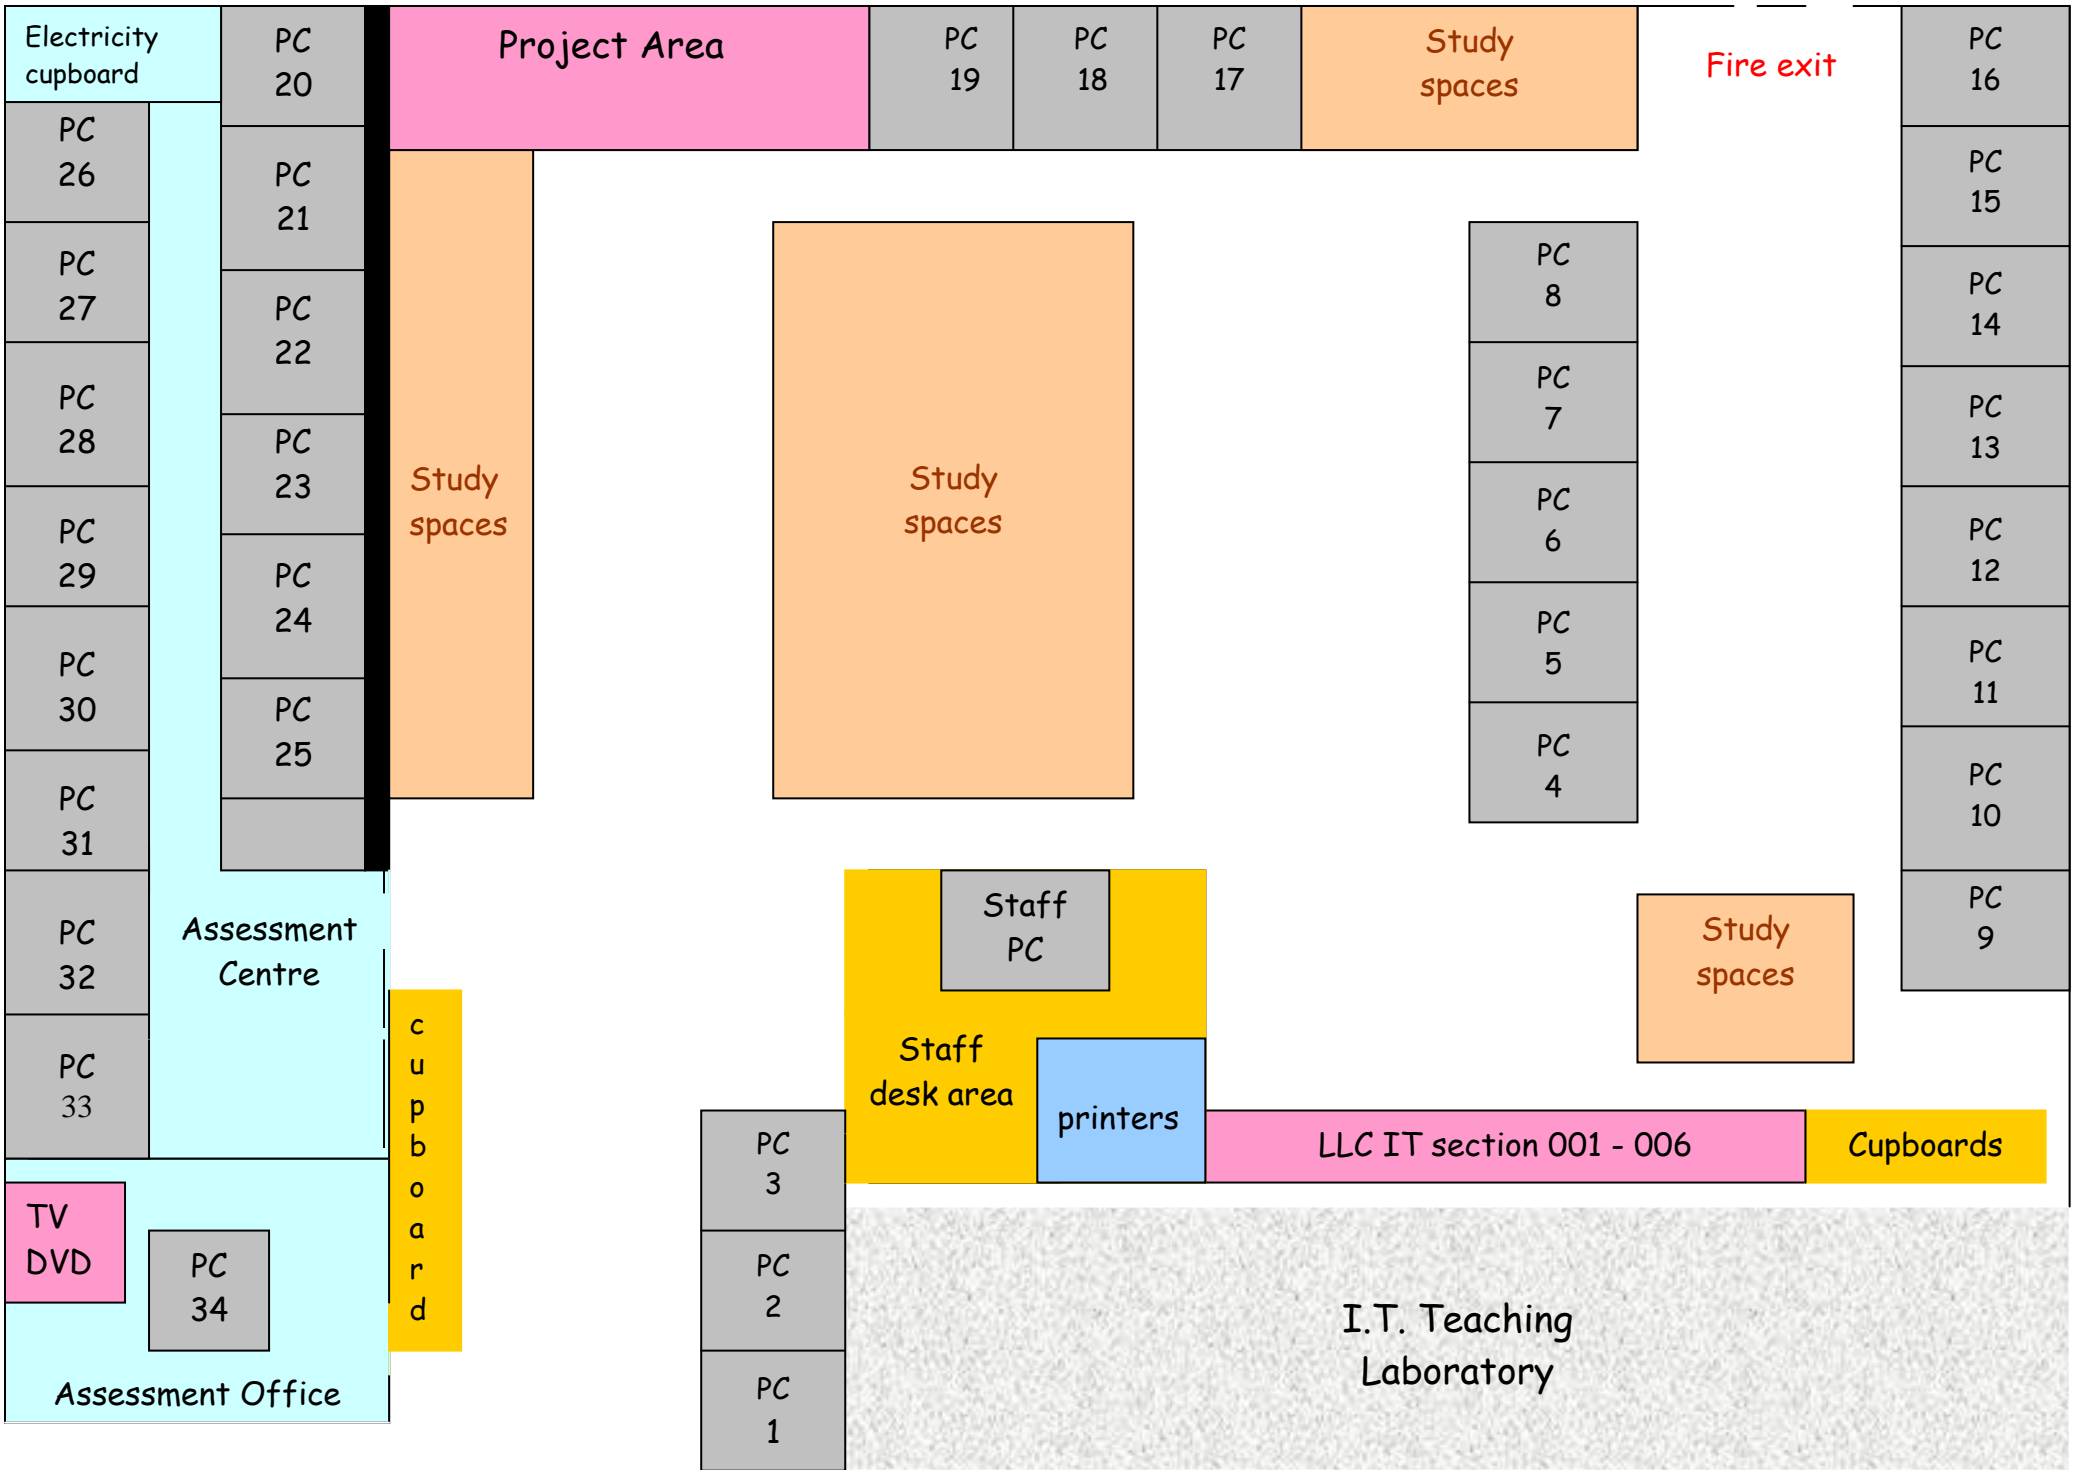 Electricity
cupboard
PC
20
Project Area
PC
19
PC
18
PC
17
Study
spaces
Fire exit
PC
16
PC
26
PC
21
PC
15
PC
27
PC
22
PC
8
PC
14
PC
28
PC
23
Study
spaces
Study
spaces
PC
7
PC
13
PC
29
PC
24
PC
6
PC
12
PC
30
PC
25
PC
5
PC
11
PC
31
PC
4
PC
10
PC
32
Assessment
Centre
Staff
PC
Study
spaces
PC
9
PC
33
c
u
p
b
o
a
r
d
Staff
desk area
printers
LLC IT section 001 - 006
Cupboards
PC
3
TV
DVD
PC
34
PC
2
I.T. Teaching
Laboratory
Assessment Office
PC
1